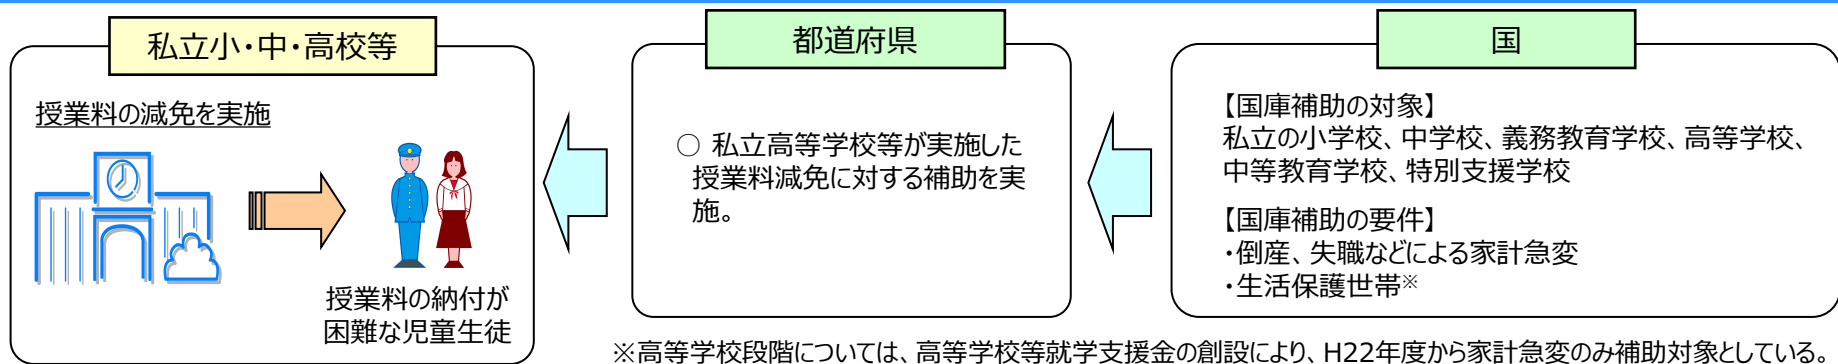 私立小・中・高校等
授業料の減免を実施
授業料の納付が
困難な児童生徒
都道府県
○ 私立高等学校等が実施した
授業料減免に対する補助を実
施。
国
【国庫補助の対象】
私立の小学校、中学校、義務教育学校、高等学校、
中等教育学校、特別支援学校
【国庫補助の要件】
・倒産、失職などによる家計急変
・生活保護世帯※
※高等学校段階については、高等学校等就学支援金の創設により、H22年度から家計急変のみ補助対象としている。